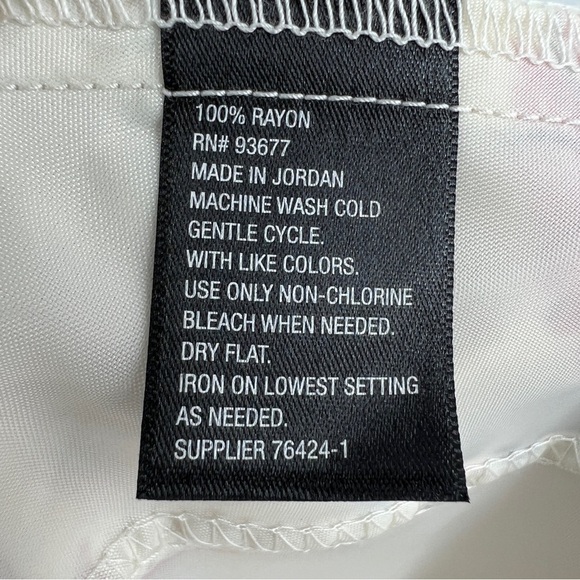 100% RAYON
RN# 93677
MADE IN JORDAN
MACHINE WASH COLD
GENTLE CYCLE.
WITH LIKE COLORS.
USE ONLY NON-CHLORINE
BLEACH WHEN NEEDED.
DRY FLAT.
IRON ON LOWEST SETTING
AS NEEDED.
SUPPLIER 76424-1